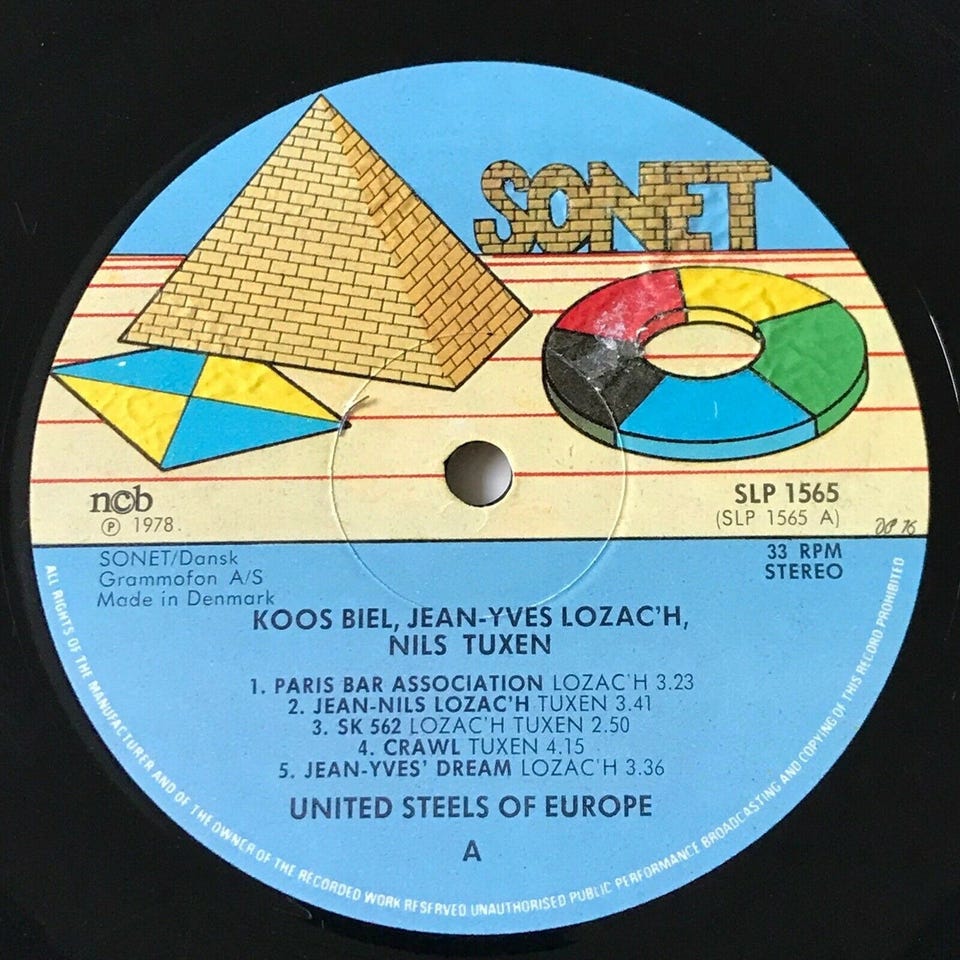 SONET
ncb
Ⓟ 1978.
SLP 1565
(SLP 1565 A)
SONET/Dansk
Grammofon A/S
Made in Denmark
33 RPM
STEREO
KOOS BIEL, JEAN-YVES LOZAC'H,
NILS TUXEN
1. PARIS BAR ASSOCIATION LOZAC'H 3.23
2. JEAN-NILS LOZAC'H TUXEN 3.41
3. SK 562 LOZAC'H TUXEN 2.50
4. CRAWL TUXEN 4.15
5. JEAN-YVES' DREAM LOZAC'H 3.36
UNITED STEELS OF EUROPE
A
ALL RIGHTS OF THE MANUFACTURER AND OF THE OWNER OF THE RECORDED WORK RESERVED UNAUTHORISED PUBLIC PERFORMANCE BROADCASTING AND COPYING OF THIS RECORD PROHIBITED